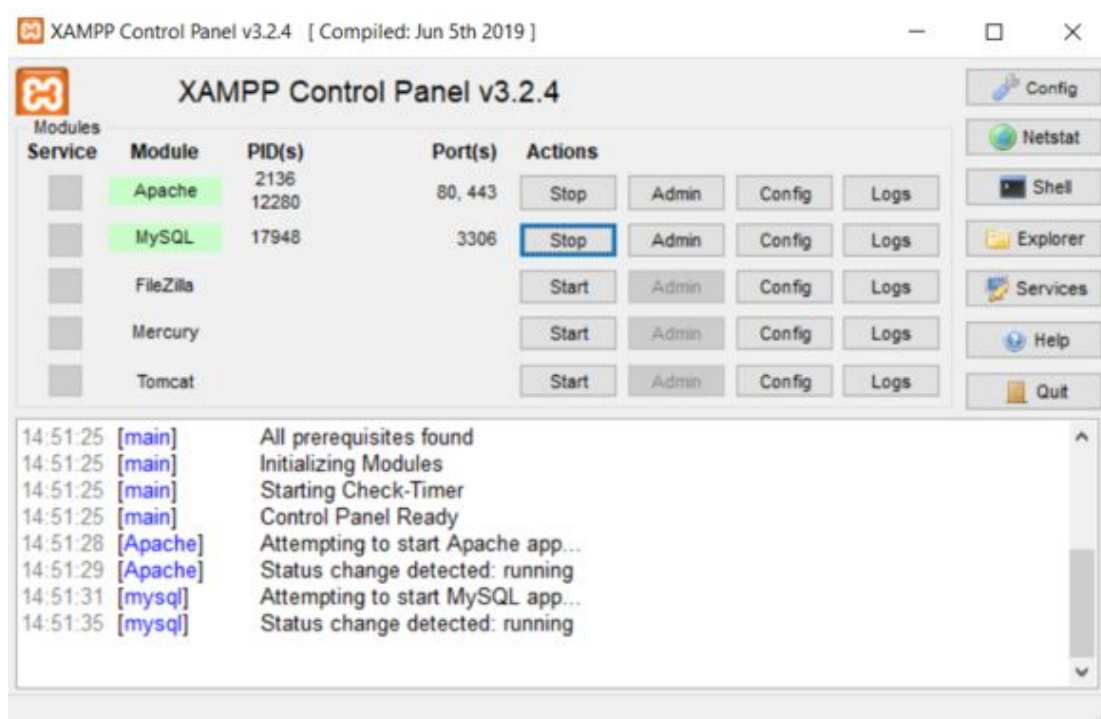 XAMPP Control Panel v3.2.4 [ Compiled: Jun 5th 2019 ]
XAMPP Control Panel v3.2.4
Config
Modules
Service Module PID(s) Port(s) Actions
Netstat
Apache 2136 12280 80, 443 Stop Admin Config Logs
Shell
MySQL 17948 3306 Stop Admin Config Logs
Explorer
FileZilla Start Admin Config Logs
Services
Mercury Start Admin Config Logs
Help
Tomcat Start Admin Config Logs
Quit
14:51:25 [main] All prerequisites found
14:51:25 [main] Initializing Modules
14:51:25 [main] Starting Check-Timer
14:51:25 [main] Control Panel Ready
14:51:28 [Apache] Attempting to start Apache app...
14:51:29 [Apache] Status change detected: running
14:51:31 [mysql] Attempting to start MySQL app...
14:51:35 [mysql] Status change detected: running